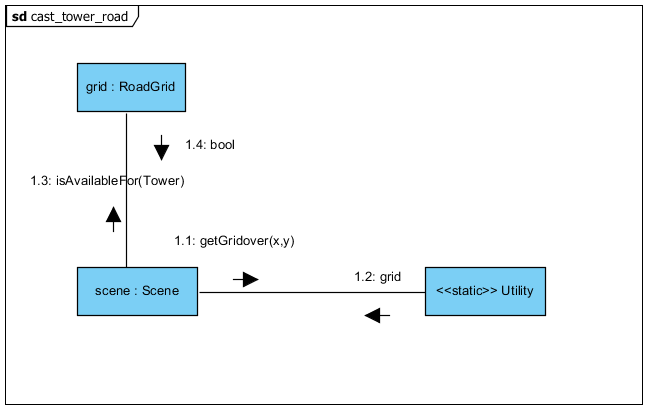 sd cast_tower_road
grid : RoadGrid
1.4: bool
1.3: isAvailableFor(Tower)
1.1: getGridover(x,y)
1.2: grid
scene : Scene
<<static>> Utility